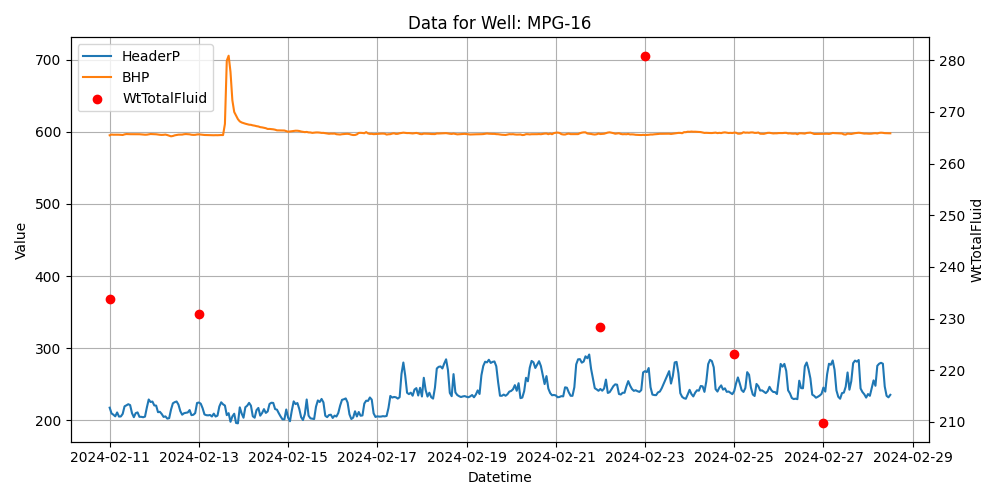 Data for Well: MPG-16
HeaderP
BHP
WtTotalFluid
700
600
500
400
300
200
Value
280
270
260
250
240
230
220
210
WtTotalFluid
2024-02-11 2024-02-13 2024-02-15 2024-02-17 2024-02-19 2024-02-21 2024-02-23 2024-02-25 2024-02-27 2024-02-29
Datetime